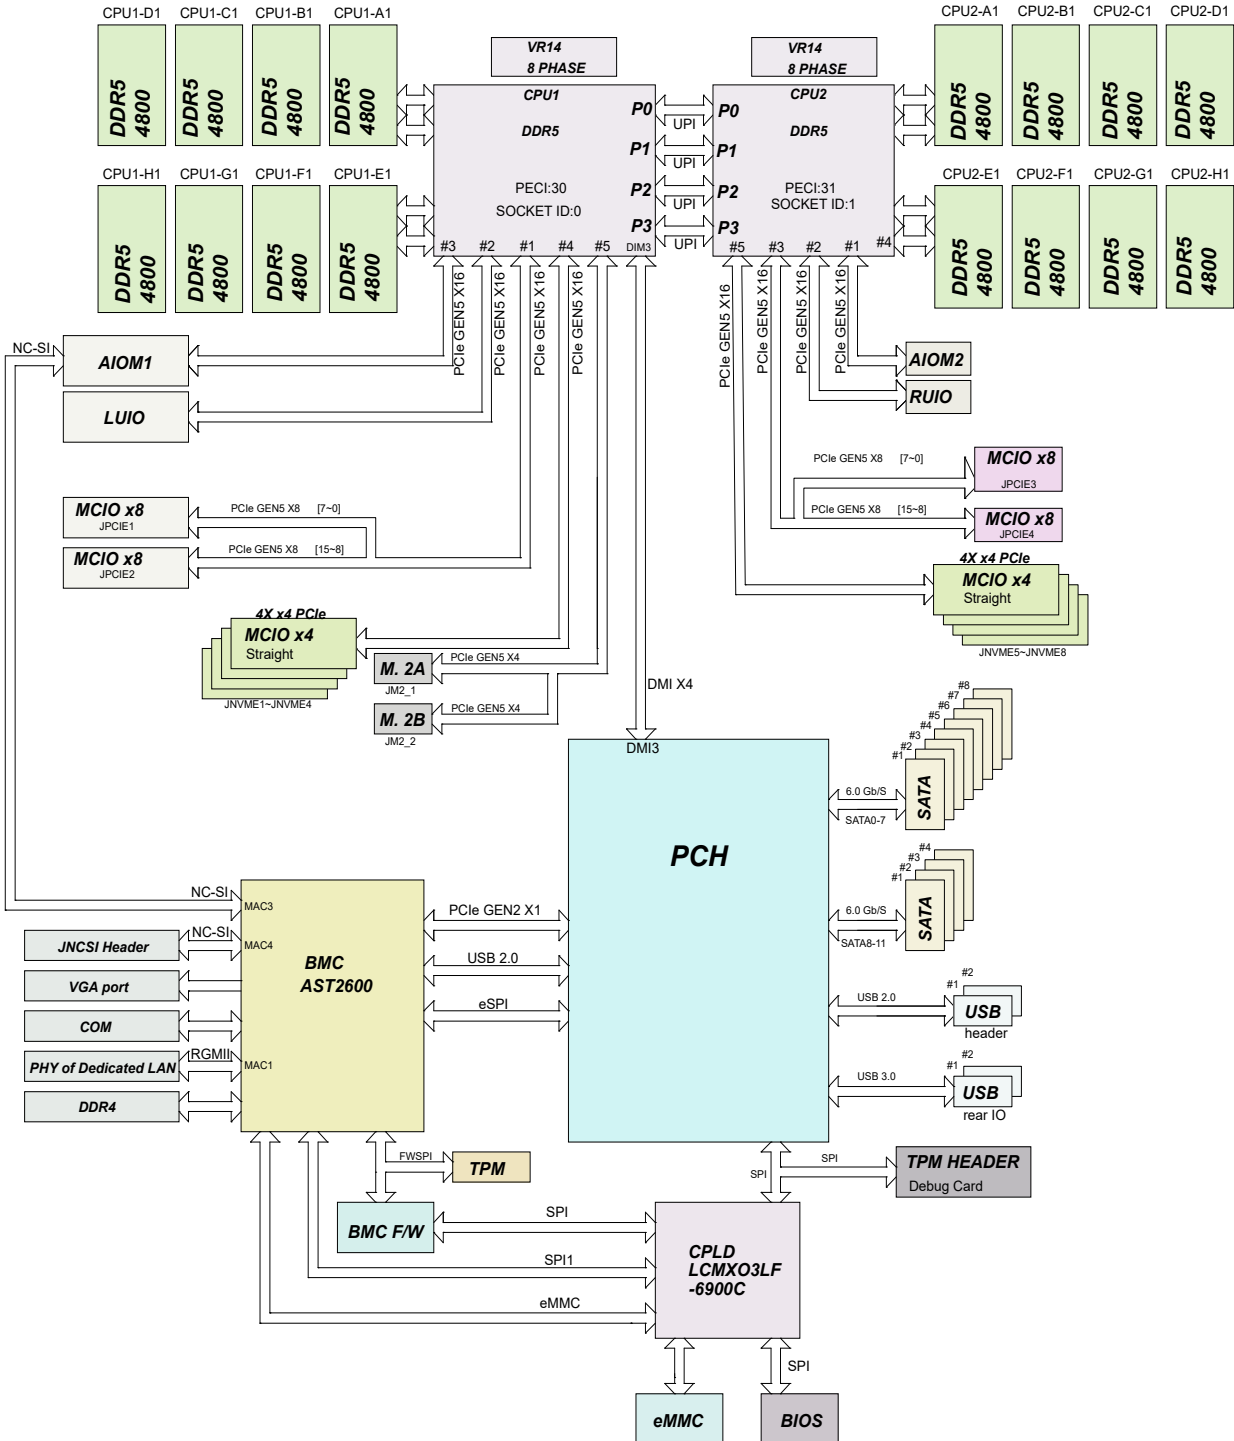 CPU1-D1 CPU1-C1 CPU1-B1 CPU1-A1
CPU2-A1 CPU2-B1 CPU2-C1 CPU2-D1
DDR5 4800
DDR5 4800
DDR5 4800
DDR5 4800
VR14
8 PHASE
VR14
8 PHASE
DDR5 4800
DDR5 4800
DDR5 4800
DDR5 4800
CPU1
DDR5
PECI:30
SOCKET ID:0
P0
P1
P2
P3
#3 #2 #1 #4 #5 DIM3
UPI
UPI
UPI
UPI
CPU2
DDR5
PECI:31
SOCKET ID:1
P0
P1
P2
P3
#5 #3 #2 #1 #4
CPU1-H1 CPU1-G1 CPU1-F1 CPU1-E1
DDR5 4800
DDR5 4800
DDR5 4800
DDR5 4800
CPU2-E1 CPU2-F1 CPU2-G1 CPU2-H1
DDR5 4800
DDR5 4800
DDR5 4800
DDR5 4800
PCIe GEN5 X16
PCIe GEN5 X16
PCIe GEN5 X16
PCIe GEN5 X16
PCIe GEN5 X16
PCIe GEN5 X16
PCIe GEN5 X16
PCIe GEN5 X16
NC-SI
AIOM1
LUIO
AIOM2
RUIO
MCIO x8
JPCIE1
PCIe GEN5 X8 [7~0]
MCIO x8
JPCIE2
PCIe GEN5 X8 [15~8]
PCIe GEN5 X8 [7~0]
MCIO x8
JPCIE3
PCIe GEN5 X8 [15~8]
MCIO x8
JPCIE4
4X x4 PCIe
MCIO x4
Straight
JNVME5~JNVME8
4X x4 PCIe
MCIO x4
Straight
JNVME1~JNVME4
M. 2A
JM2_1
PCIe GEN5 X4
M. 2B
JM2_2
PCIe GEN5 X4
DMI X4
DMI3
PCH
6.0 Gb/S
SATA0-7
#1
#2
#3
#4
#5
#6
#7
#8
SATA
6.0 Gb/S
SATA8-11
#1
#2
#3
#4
SATA
NC-SI
MAC3
JNCSI Header
NC-SI
MAC4
VGA port
COM
PHY of Dedicated LAN
RGMII
MAC1
DDR4
BMC
AST2600
PCIe GEN2 X1
USB 2.0
eSPI
USB 2.0
#1
#2
USB
header
USB 3.0
#1
#2
USB
rear IO
FWSPI
TPM
SPI
SPI
TPM HEADER
Debug Card
BMC F/W
SPI
SPI1
eMMC
CPLD
LCMXO3LF
-6900C
SPI
eMMC
BIOS